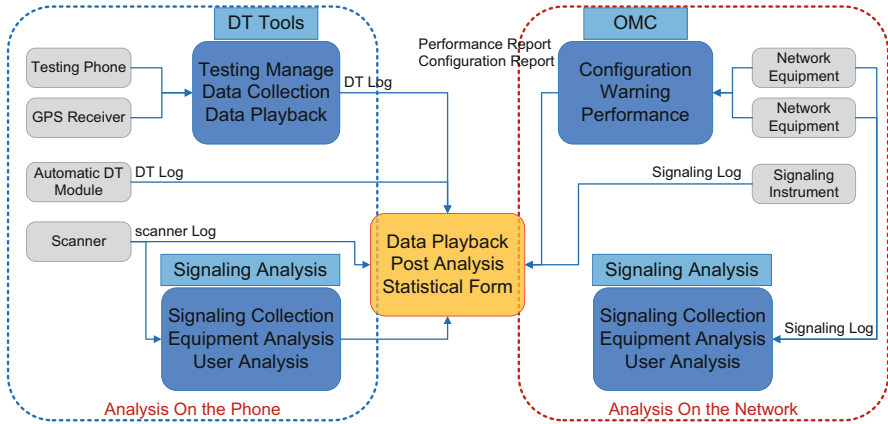 DT Tools
Testing Phone
GPS Receiver
Testing Manage
Data Collection
Data Playback
DT Log
Automatic DT
Module
DT Log
Scanner
scanner Log
Signaling Analysis
Signaling Collection
Equipment Analysis
User Analysis
Analysis On the Phone
Data Playback
Post Analysis
Statistical Form
Performance Report
Configuration Report
OMC
Configuration
Warning
Performance
Network
Equipment
Network
Equipment
Signaling Log
Signaling
Instrument
Signaling Analysis
Signaling Collection
Equipment Analysis
User Analysis
Signaling Log
Analysis On the Network